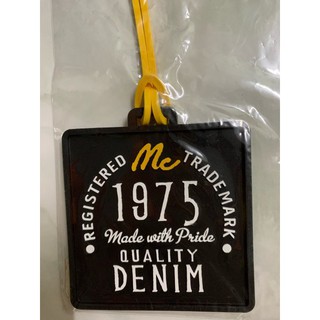 REGISTERED TRADEMARK
Mc
1975
Made with Pride
QUALITY
DENIM